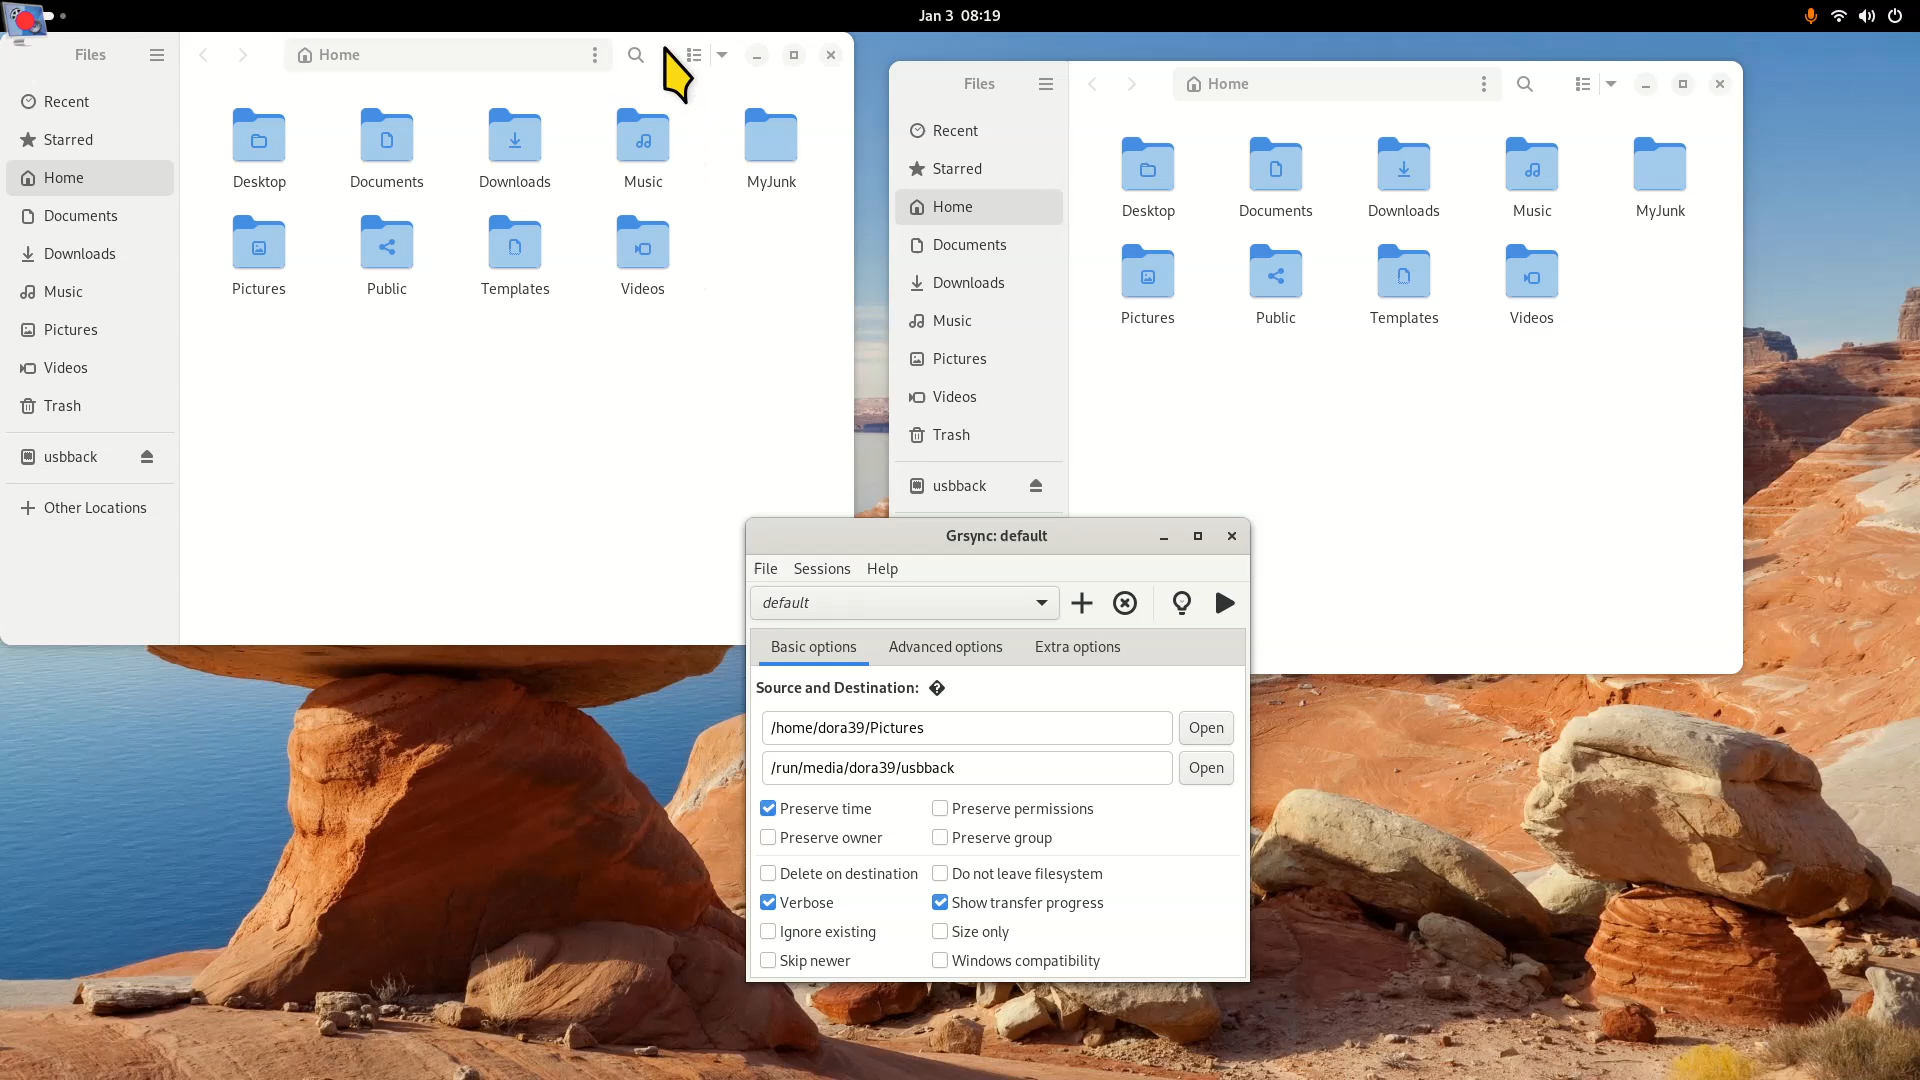 Jan 3 08:19
Files
Home
Recent
Starred
Home
Documents
Downloads
Music
Pictures
Videos
Trash
usbback
Other Locations
Desktop
Documents
Downloads
Music
MyJunk
Pictures
Public
Templates
Videos
Files
Home
Recent
Starred
Home
Documents
Downloads
Music
Pictures
Videos
Trash
usbback
Desktop
Documents
Downloads
Music
MyJunk
Pictures
Public
Templates
Videos
Grsync: default
File Sessions Help
default
Basic options Advanced options Extra options
Source and Destination:
/home/dora39/Pictures Open
/run/media/dora39/usbback Open
Preserve time Preserve permissions
Preserve owner Preserve group
Delete on destination Do not leave filesystem
Verbose Show transfer progress
Ignore existing Size only
Skip newer Windows compatibility